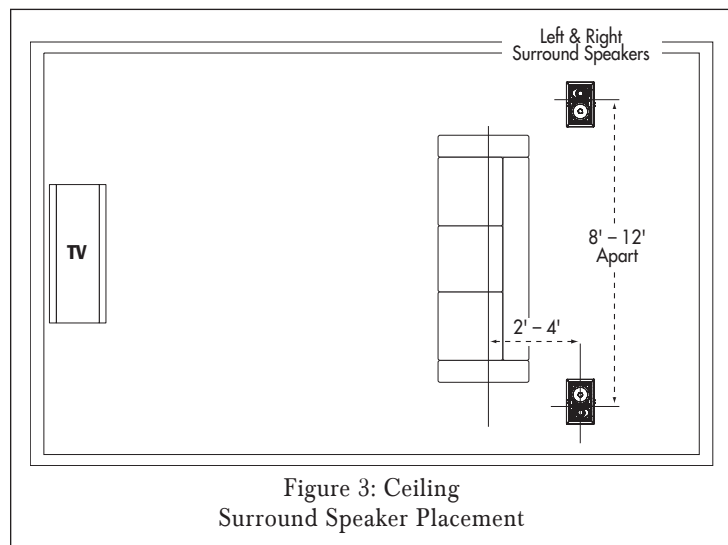 Left & Right
Surround Speakers
TV
8' – 12'
Apart
2' – 4'
Figure 3: Ceiling
Surround Speaker Placement